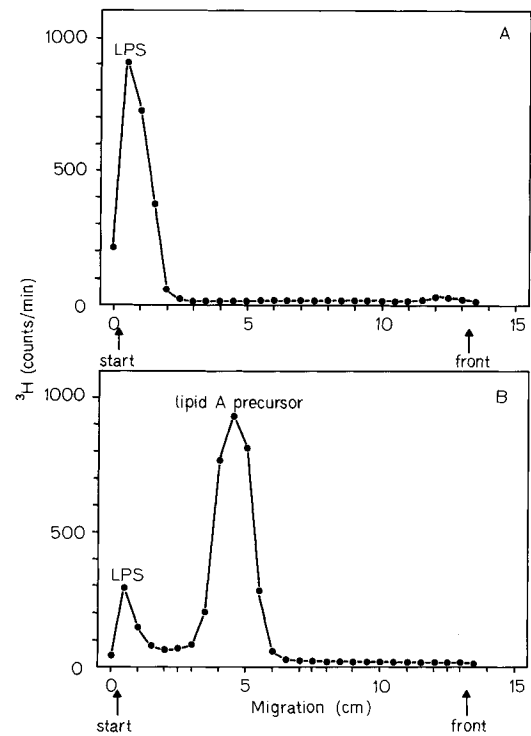 A
1000
LPS
500
0
0 5 10 15
start
front
³H (counts/min)
B
1000
lipid A precursor
500
LPS
0
0 5 10 15
start
Migration (cm)
front